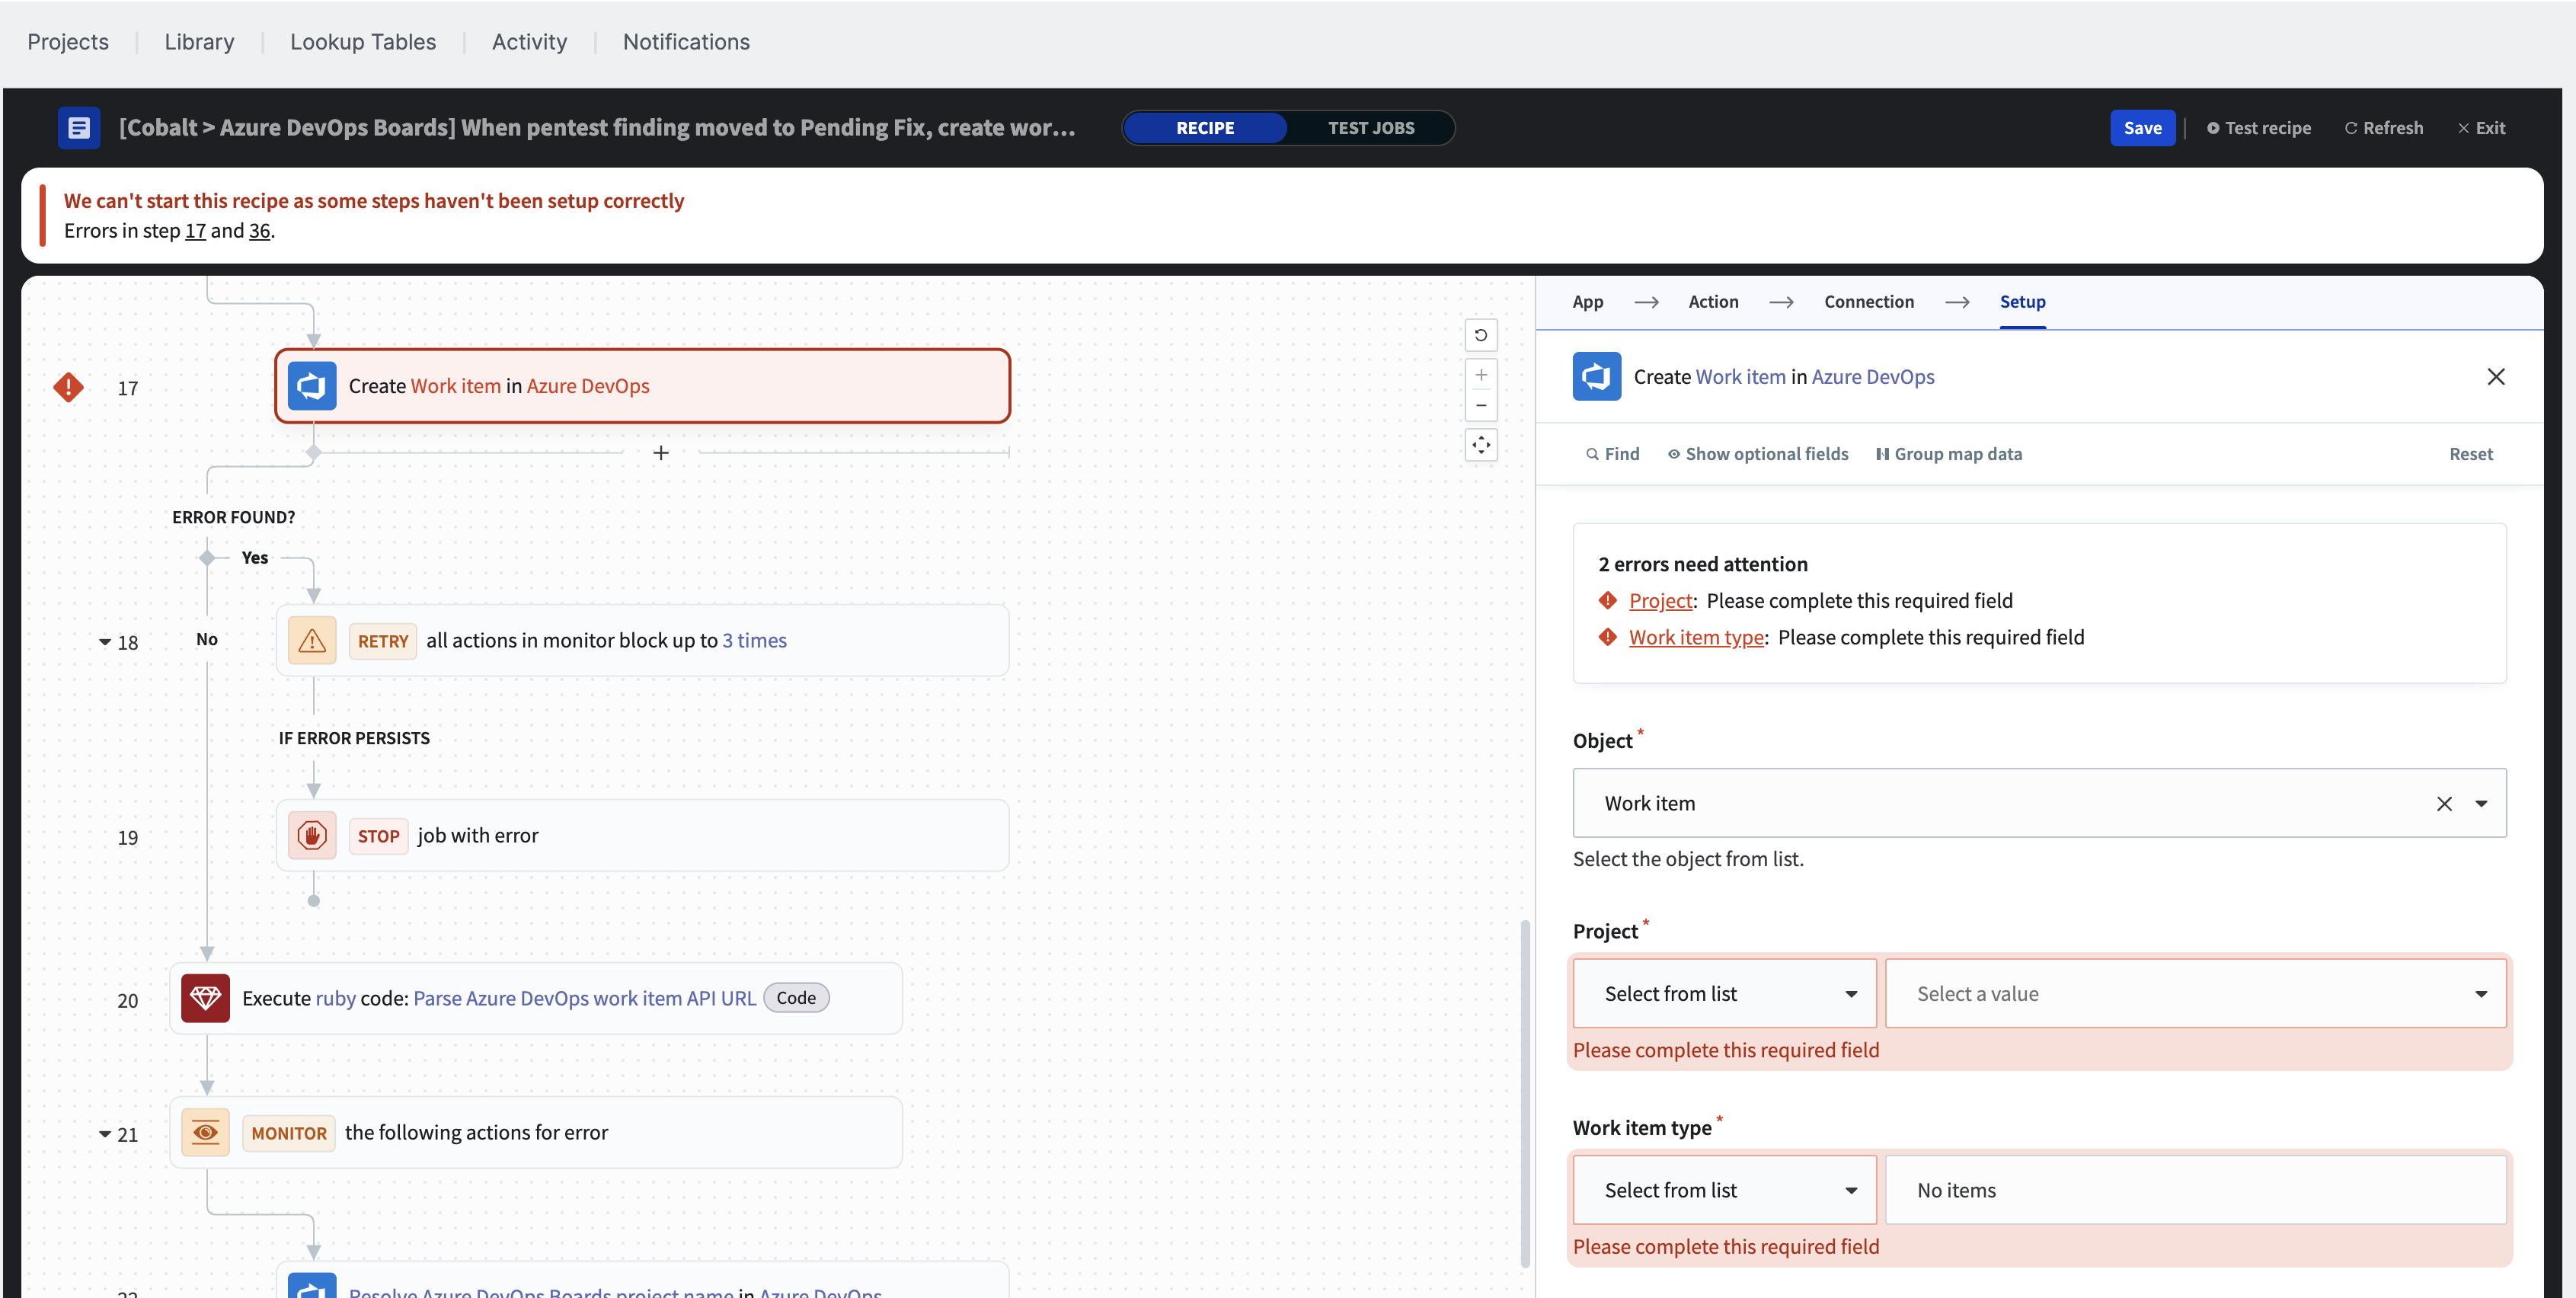 Projects
Library
Lookup Tables
Activity
Notifications
[Cobalt > Azure DevOps Boards] When pentest finding moved to Pending Fix, create wor...
RECIPE
TEST JOBS
Save
Test recipe
Refresh
Exit
We can't start this recipe as some steps haven't been setup correctly
Errors in step 17 and 36.
17
Create Work item in Azure DevOps
ERROR FOUND?
Yes
18
No
RETRY all actions in monitor block up to 3 times
IF ERROR PERSISTS
19
STOP job with error
20
Execute ruby code: Parse Azure DevOps work item API URL Code
21
MONITOR the following actions for error
22
Resolve Azure DevOps Boards project name in Azure DevOps
App
Action
Connection
Setup
Create Work item in Azure DevOps
Find
Show optional fields
Group map data
Reset
2 errors need attention
Project: Please complete this required field
Work item type: Please complete this required field
Object *
Work item
Select the object from list.
Project *
Select from list
Select a value
Please complete this required field
Work item type *
Select from list
No items
Please complete this required field